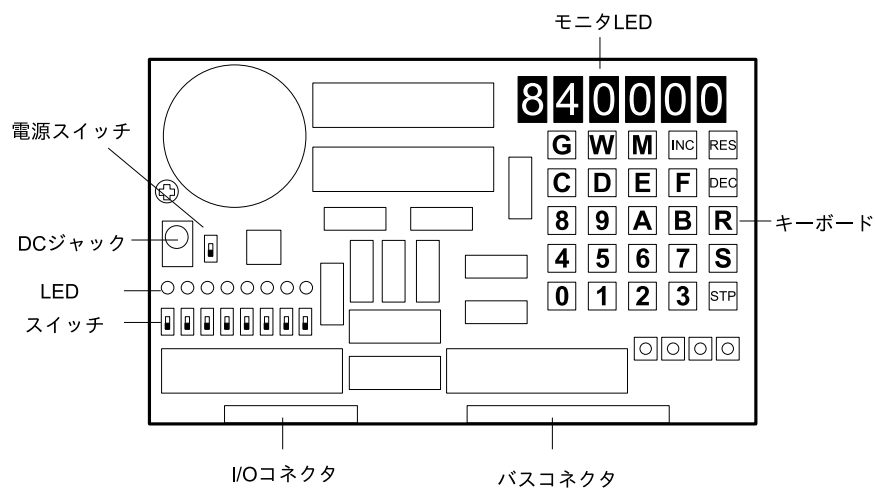 モニタLED
840000
電源スイッチ
G W M INC RES
C D E F DEC
8 9 A B R
キーボード
DCジャック
4 5 6 7 S
LED
0 1 2 3 STP
スイッチ
I/Oコネクタ
バスコネクタ